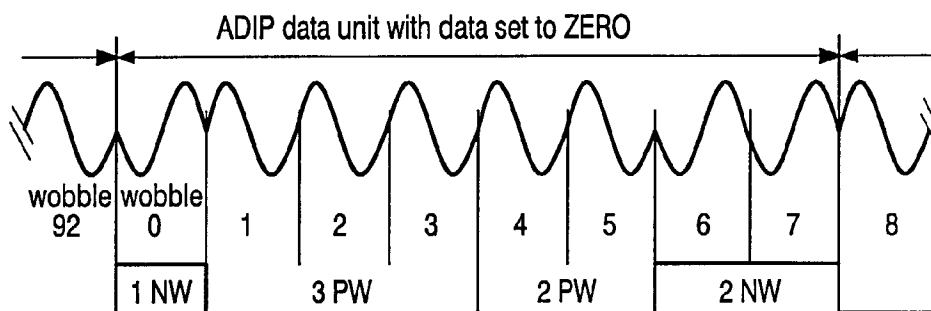 ADIP data unit with data set to ZERO
wobble wobble
92 0 1 2 3 4 5 6 7 8
1 NW 3 PW 2 PW 2 NW